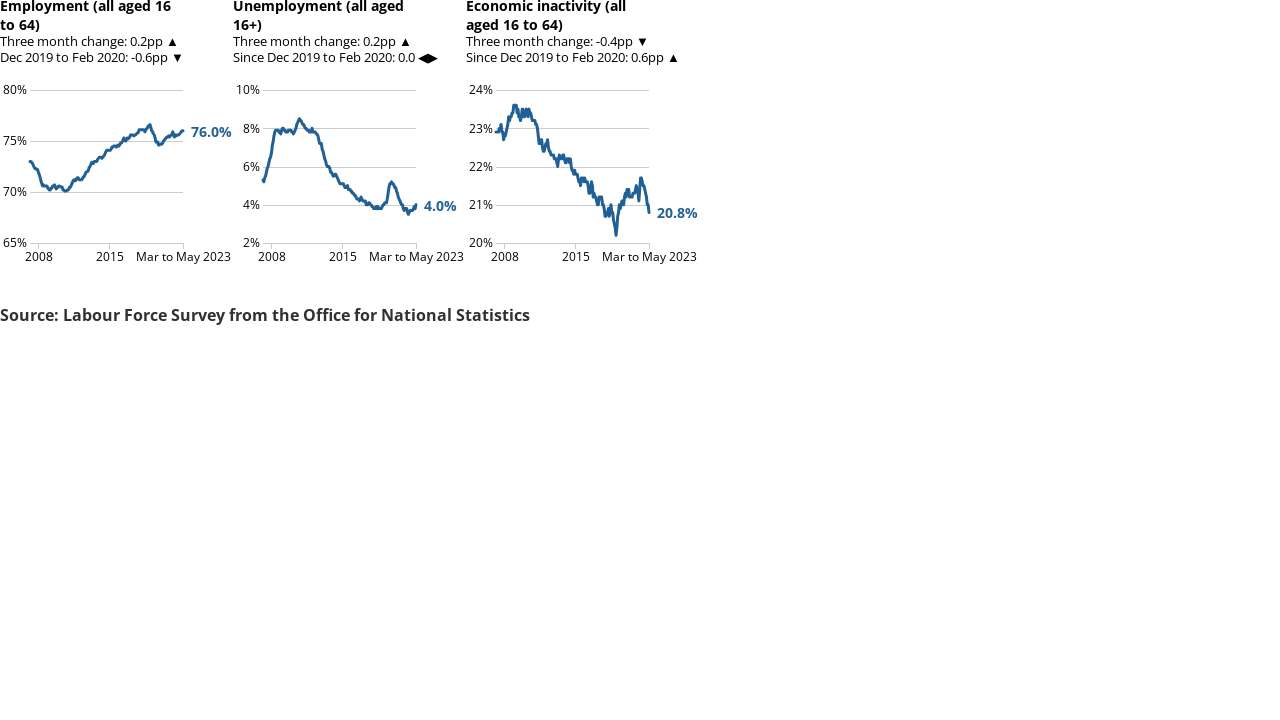 Employment (all aged 16
to 64)
Three month change: 0.2pp ▲
Dec 2019 to Feb 2020: -0.6pp ▼
80%
75%
70%
65%
76.0%
2008
2015
Mar to May 2023
Unemployment (all aged
16+)
Three month change: 0.2pp ▲
Since Dec 2019 to Feb 2020: 0.0 ◀▶
10%
8%
6%
4%
2%
4.0%
2008
2015
Mar to May 2023
Economic inactivity (all
aged 16 to 64)
Three month change: -0.4pp ▼
Since Dec 2019 to Feb 2020: 0.6pp ▲
24%
23%
22%
21%
20%
20.8%
2008
2015
Mar to May 2023
Source: Labour Force Survey from the Office for National Statistics